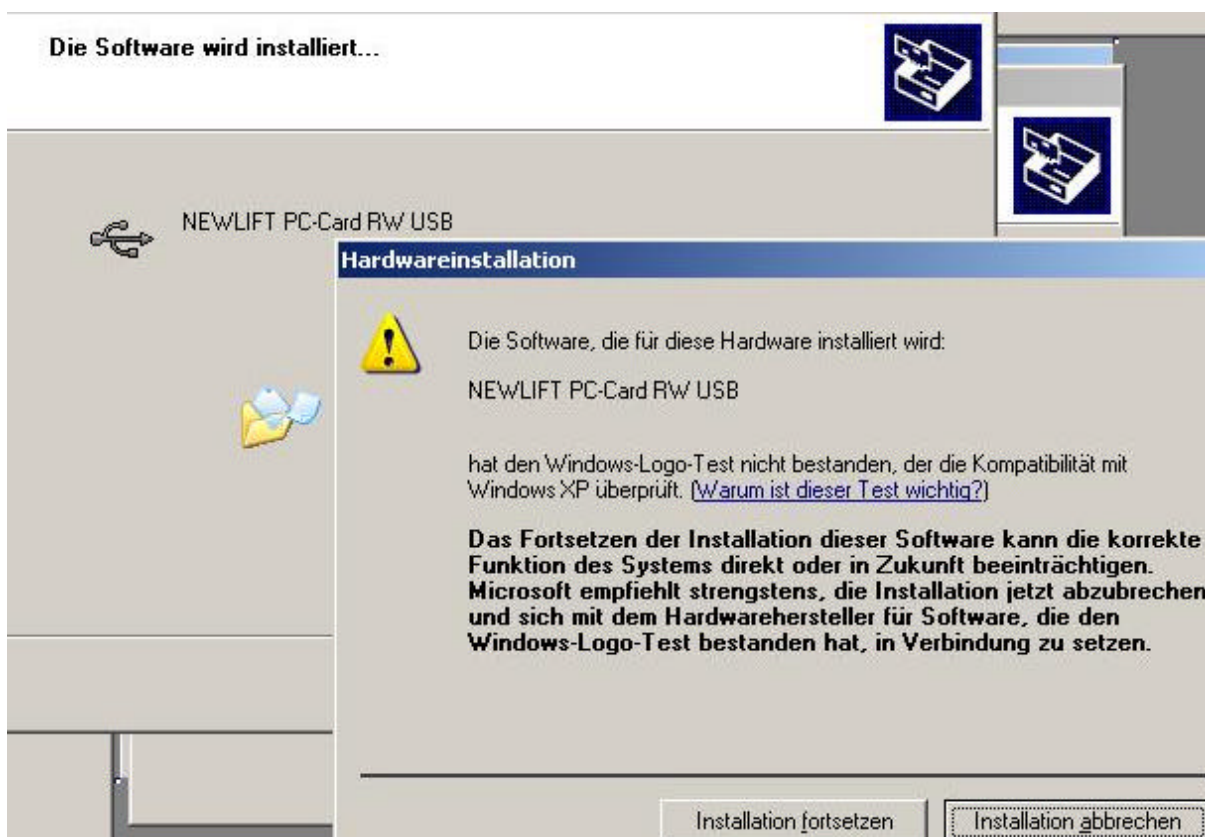 Die Software wird installiert...
NEWLIFT PC-Card RW USB
Hardwareinstallation
Die Software, die für diese Hardware installiert wird:
NEWLIFT PC-Card RW USB
hat den Windows-Logo-Test nicht bestanden, der die Kompatibilität mit
Windows XP überprüft. (Warum ist dieser Test wichtig?)
Das Fortsetzen der Installation dieser Software kann die korrekte
Funktion des Systems direkt oder in Zukunft beeinträchtigen.
Microsoft empfiehlt strengstens, die Installation jetzt abzubrechen
und sich mit dem Hardwarehersteller für Software, die den
Windows-Logo-Test bestanden hat, in Verbindung zu setzen.
Installation fortsetzen
Installation abbrechen